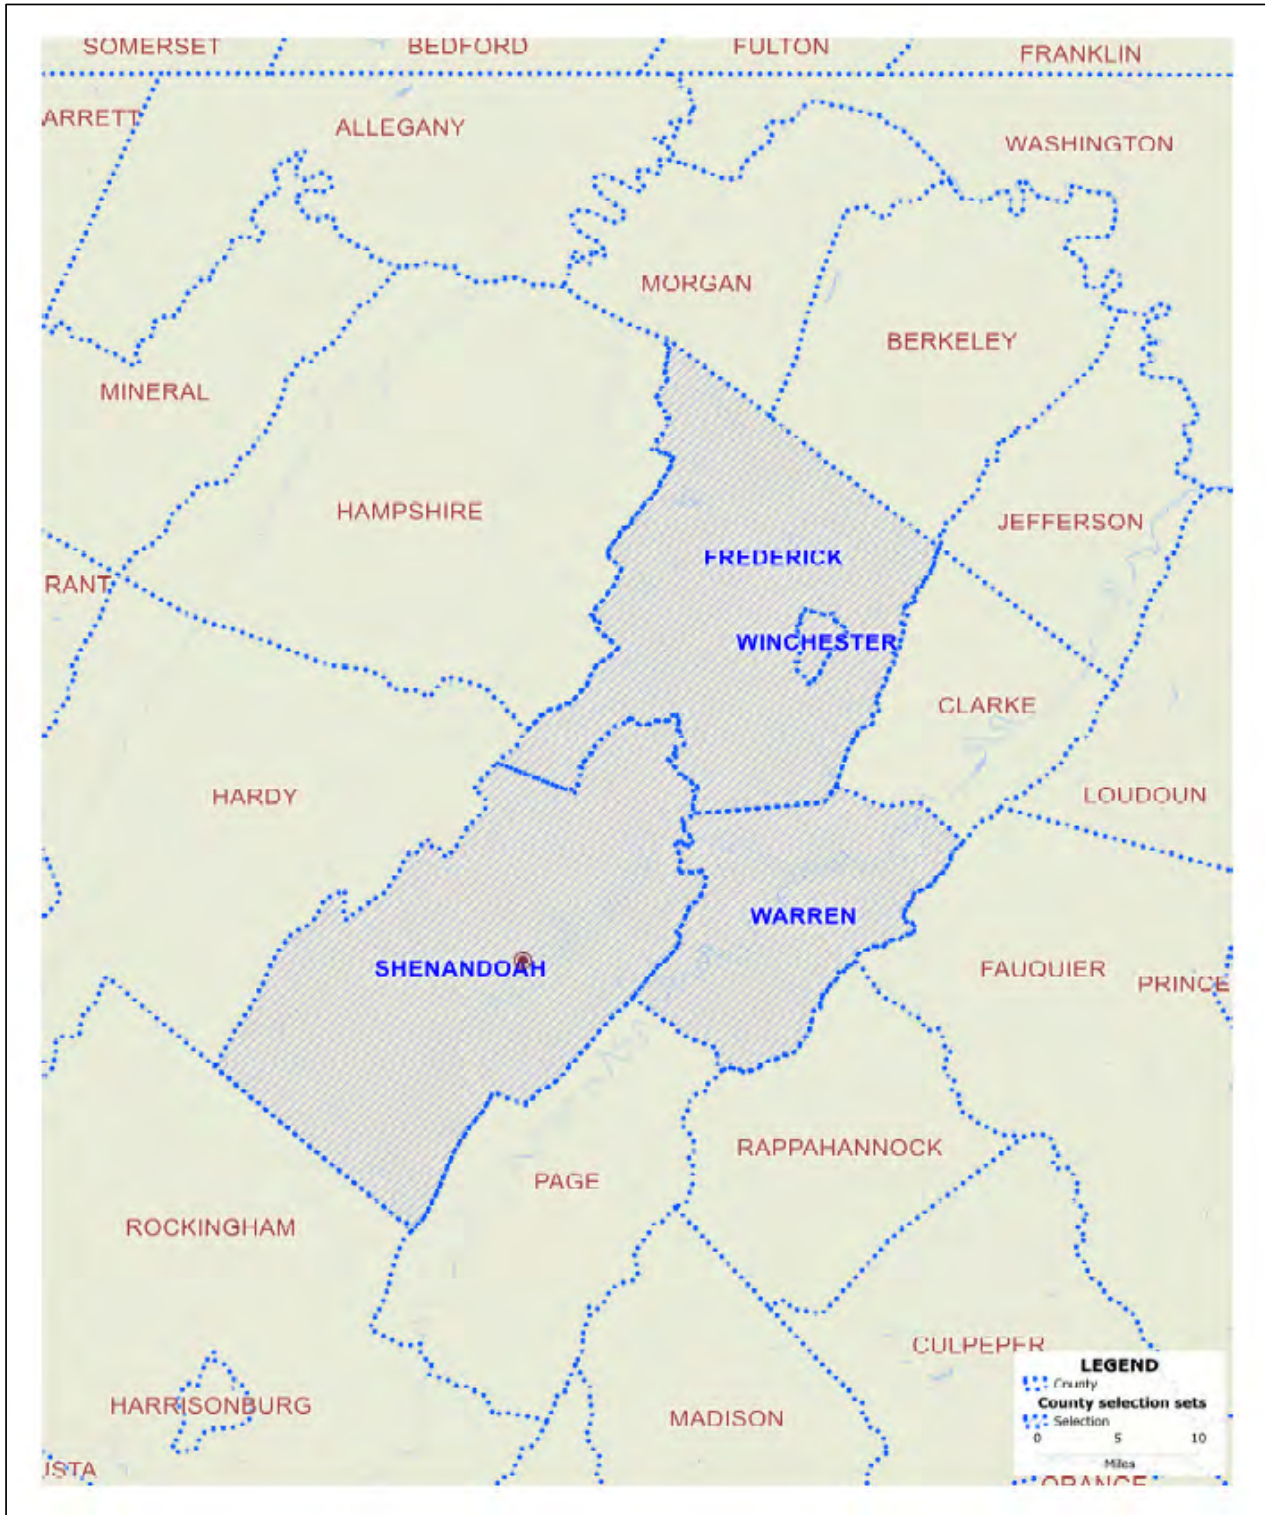 SOMERSET
BEDFORD
FULTON
FRANKLIN
ARRETT
ALLEGANY
WASHINGTON
MORGAN
BERKELEY
MINERAL
HAMPSHIRE
JEFFERSON
FREDERICK
RANT
WINCHESTER
CLARKE
HARDY
LOUDOUN
WARREN
SHENANDOAH
FAUQUIER
PRINCE
RAPPAHANNOCK
PAGE
ROCKINGHAM
CULPEPER
HARRISONBURG
MADISON
USTA
LEGEND
County
County selection sets
Selection
0 5 10
Miles
ORANGE